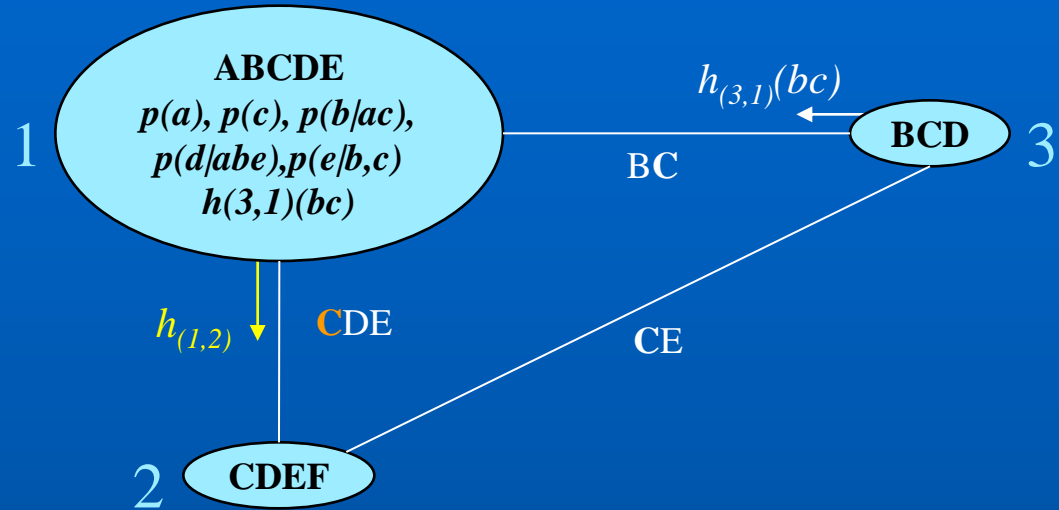 ABCDE
p(a), p(c), p(b|ac),
p(d|abe),p(e|b,c)
h(3,1)(bc)
1
h(3,1)(bc)
BC
BCD
3
h(1,2)
CDE
CE
2
CDEF